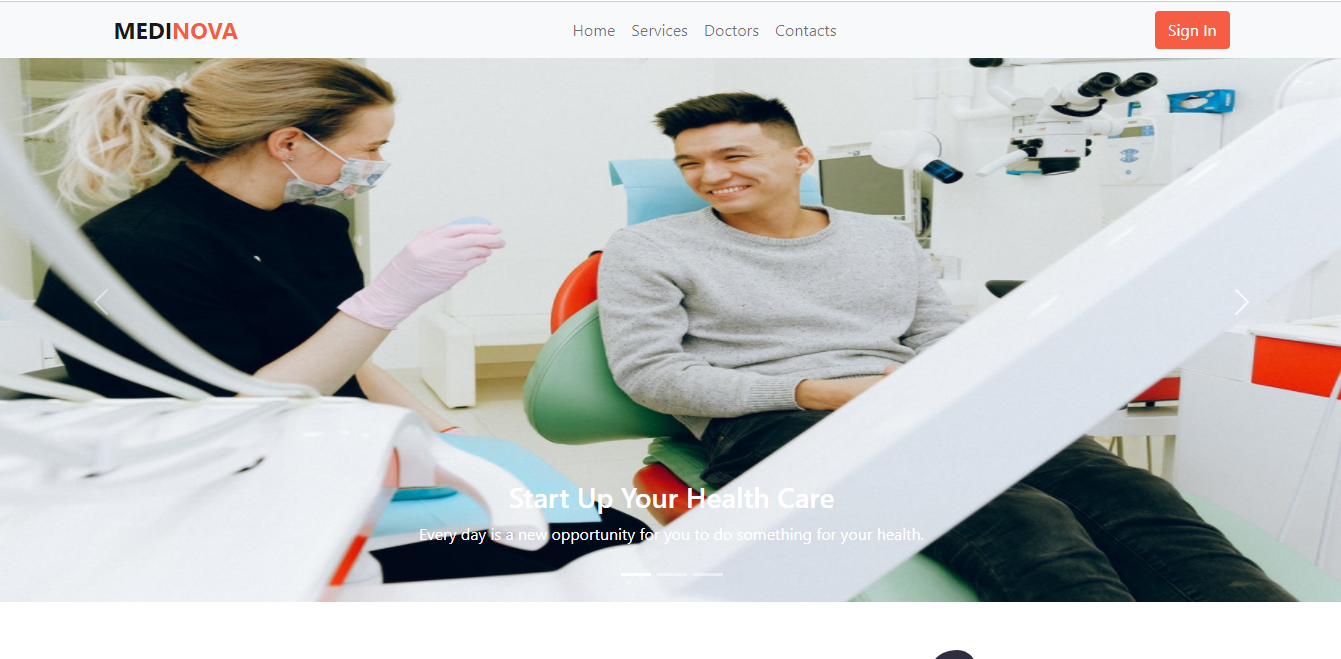 MEDINOVA
Home Services Doctors Contacts
Sign In
Start Up Your Health Care
Every day is a new opportunity for you to do something for your health.